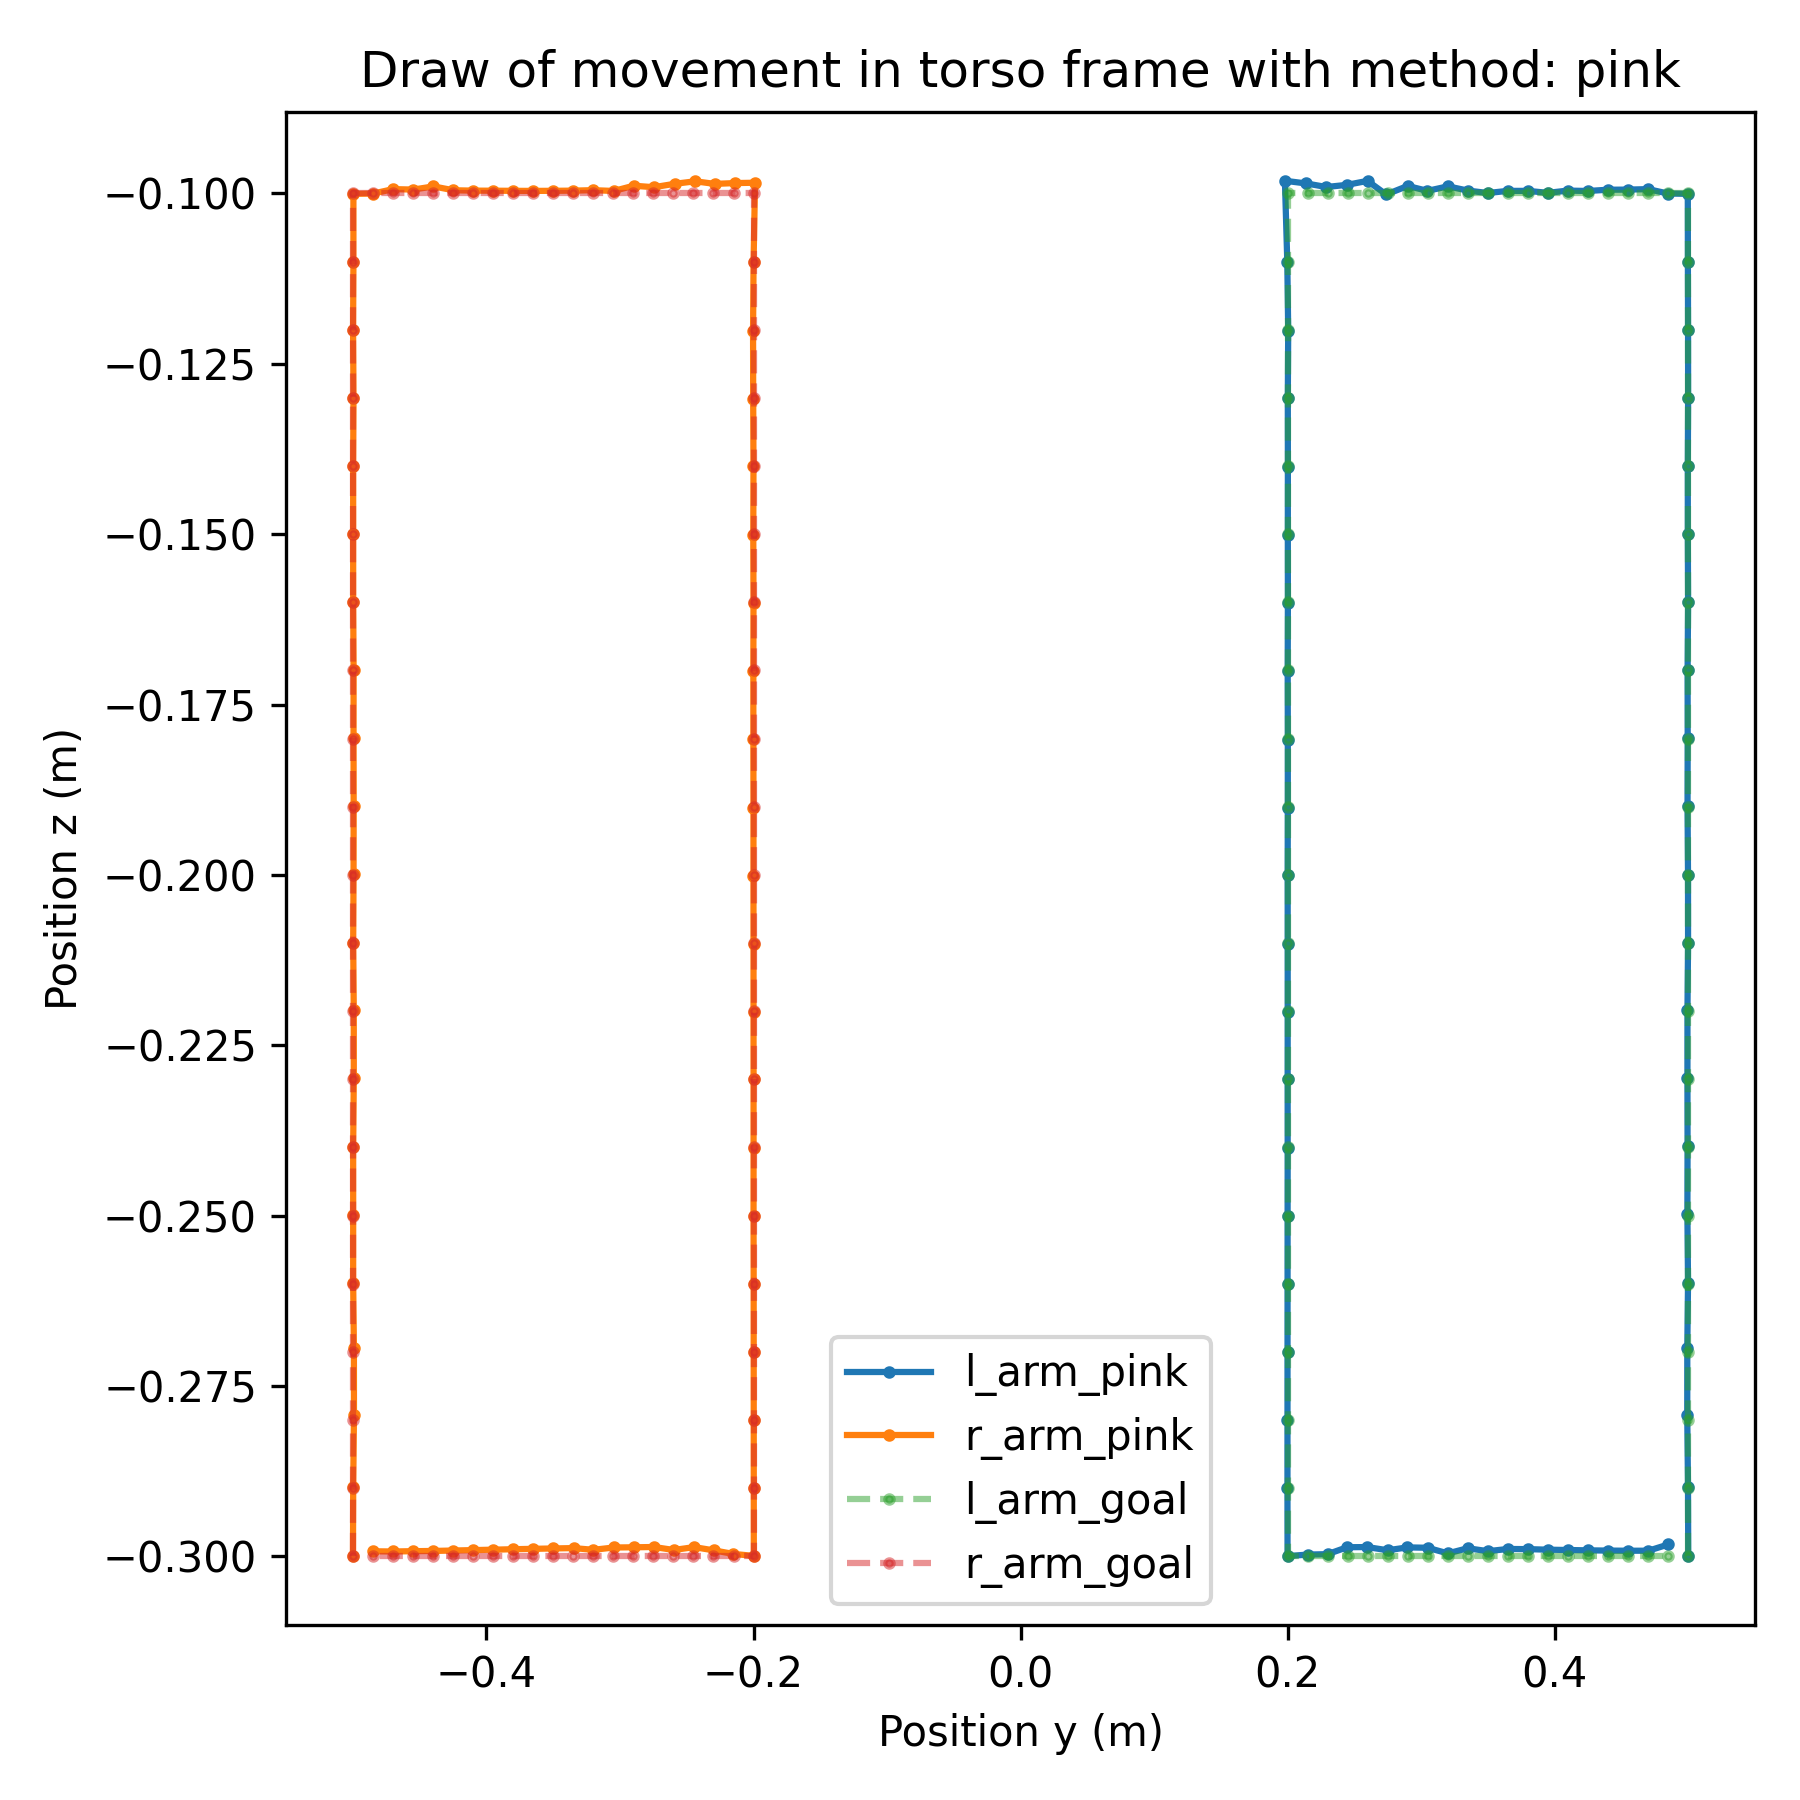 Draw of movement in torso frame with method: pink
−0.100
−0.125
−0.150
−0.175
−0.200
−0.225
−0.250
−0.275
−0.300
Position z (m)
l_arm_pink
r_arm_pink
l_arm_goal
r_arm_goal
−0.4 −0.2 0.0 0.2 0.4
Position y (m)